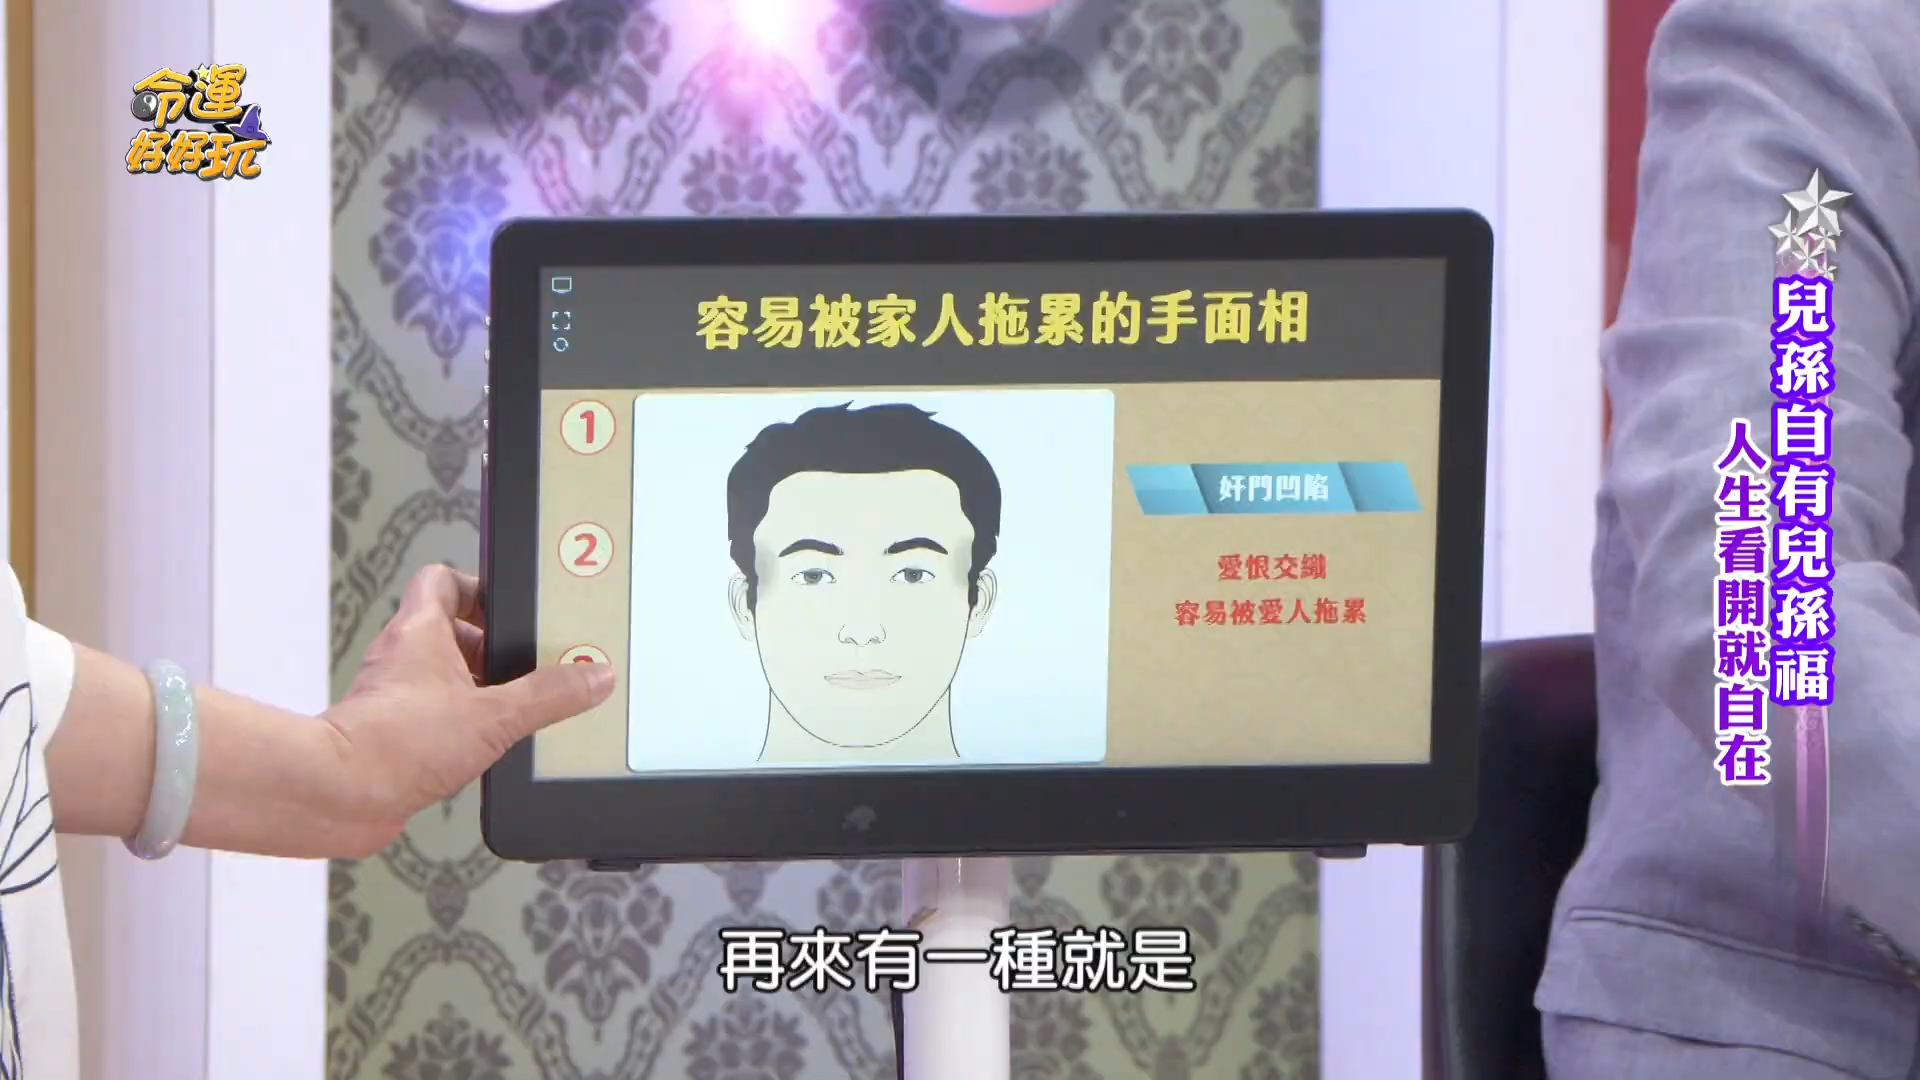 命運
好好玩
容易被家人拖累的手面相
1
2
奸門凹陷
愛恨交織
容易被愛人拖累
兒孫自有兒孫福
人生看開就自在
再來有一種就是